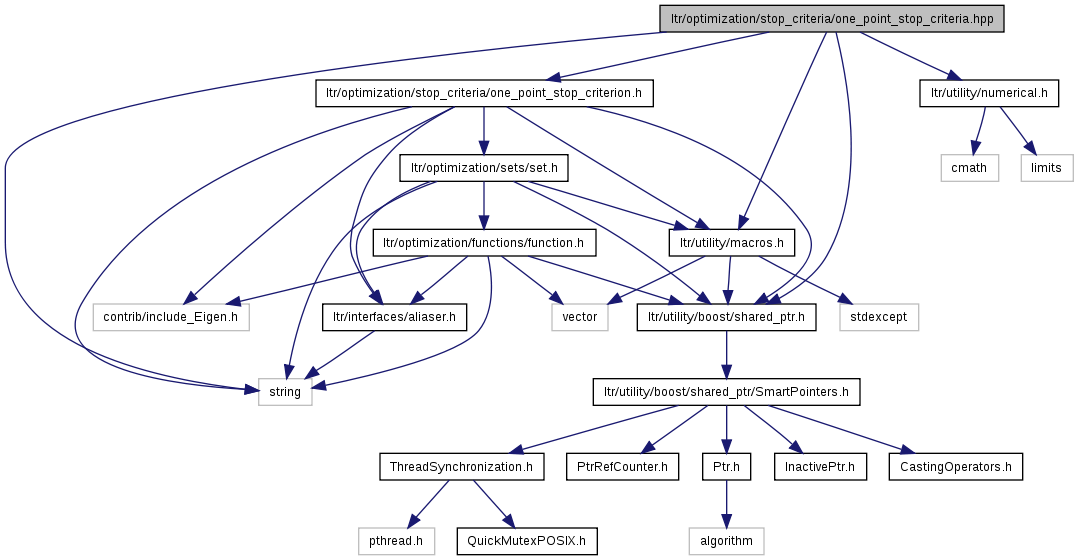 ltr/optimization/stop_criteria/one_point_stop_criteria.hpp
ltr/optimization/stop_criteria/one_point_stop_criterion.h
ltr/utility/numerical.h
ltr/optimization/sets/set.h
cmath
limits
ltr/optimization/functions/function.h
ltr/utility/macros.h
contrib/include_Eigen.h
ltr/interfaces/aliaser.h
vector
ltr/utility/boost/shared_ptr.h
stdexcept
string
ltr/utility/boost/shared_ptr/SmartPointers.h
ThreadSynchronization.h
PtrRefCounter.h
Ptr.h
InactivePtr.h
CastingOperators.h
pthread.h
QuickMutexPOSIX.h
algorithm